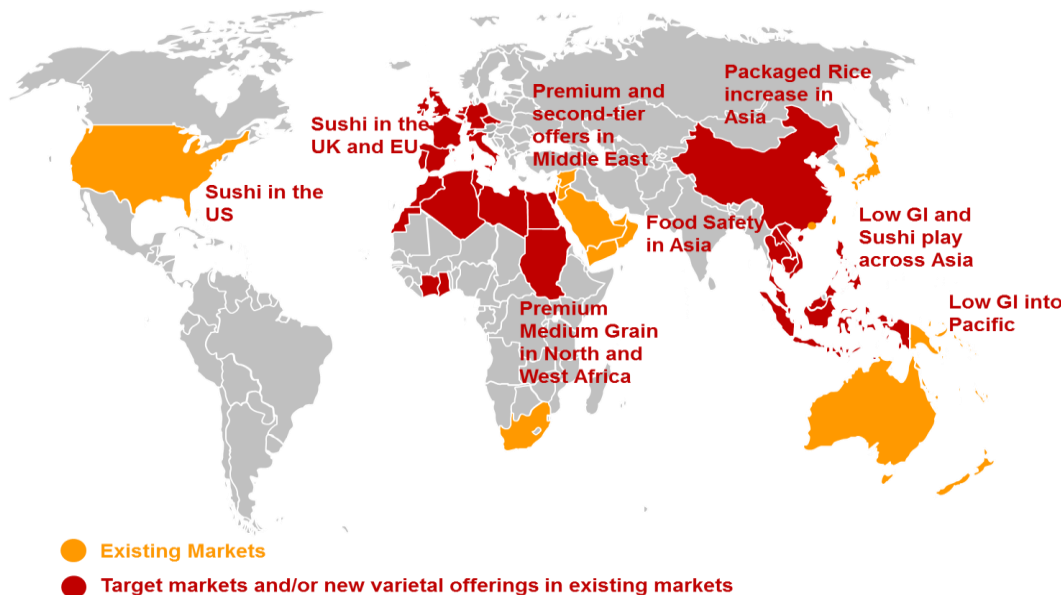 Packaged Rice
increase in
Asia
Premium and
second-tier
offers in
Middle East
Sushi in the
UK and EU
Sushi in the
US
Food Safety
in Asia
Low GI and
Sushi play
across Asia
Premium
Medium Grain
in North and
West Africa
Low GI into
Pacific
Existing Markets
Target markets and/or new varietal offerings in existing markets